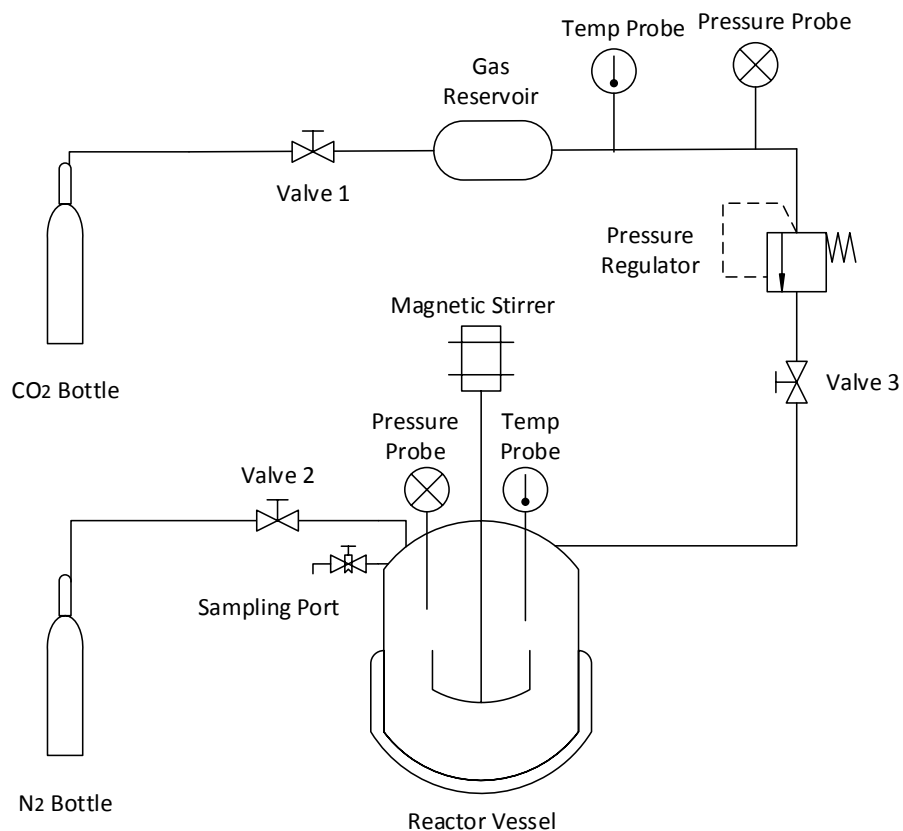 Temp Probe
Pressure Probe
Gas
Reservoir
Valve 1
Pressure
Regulator
Magnetic Stirrer
CO2 Bottle
Valve 3
Pressure
Probe
Temp
Probe
Valve 2
Sampling Port
N2 Bottle
Reactor Vessel